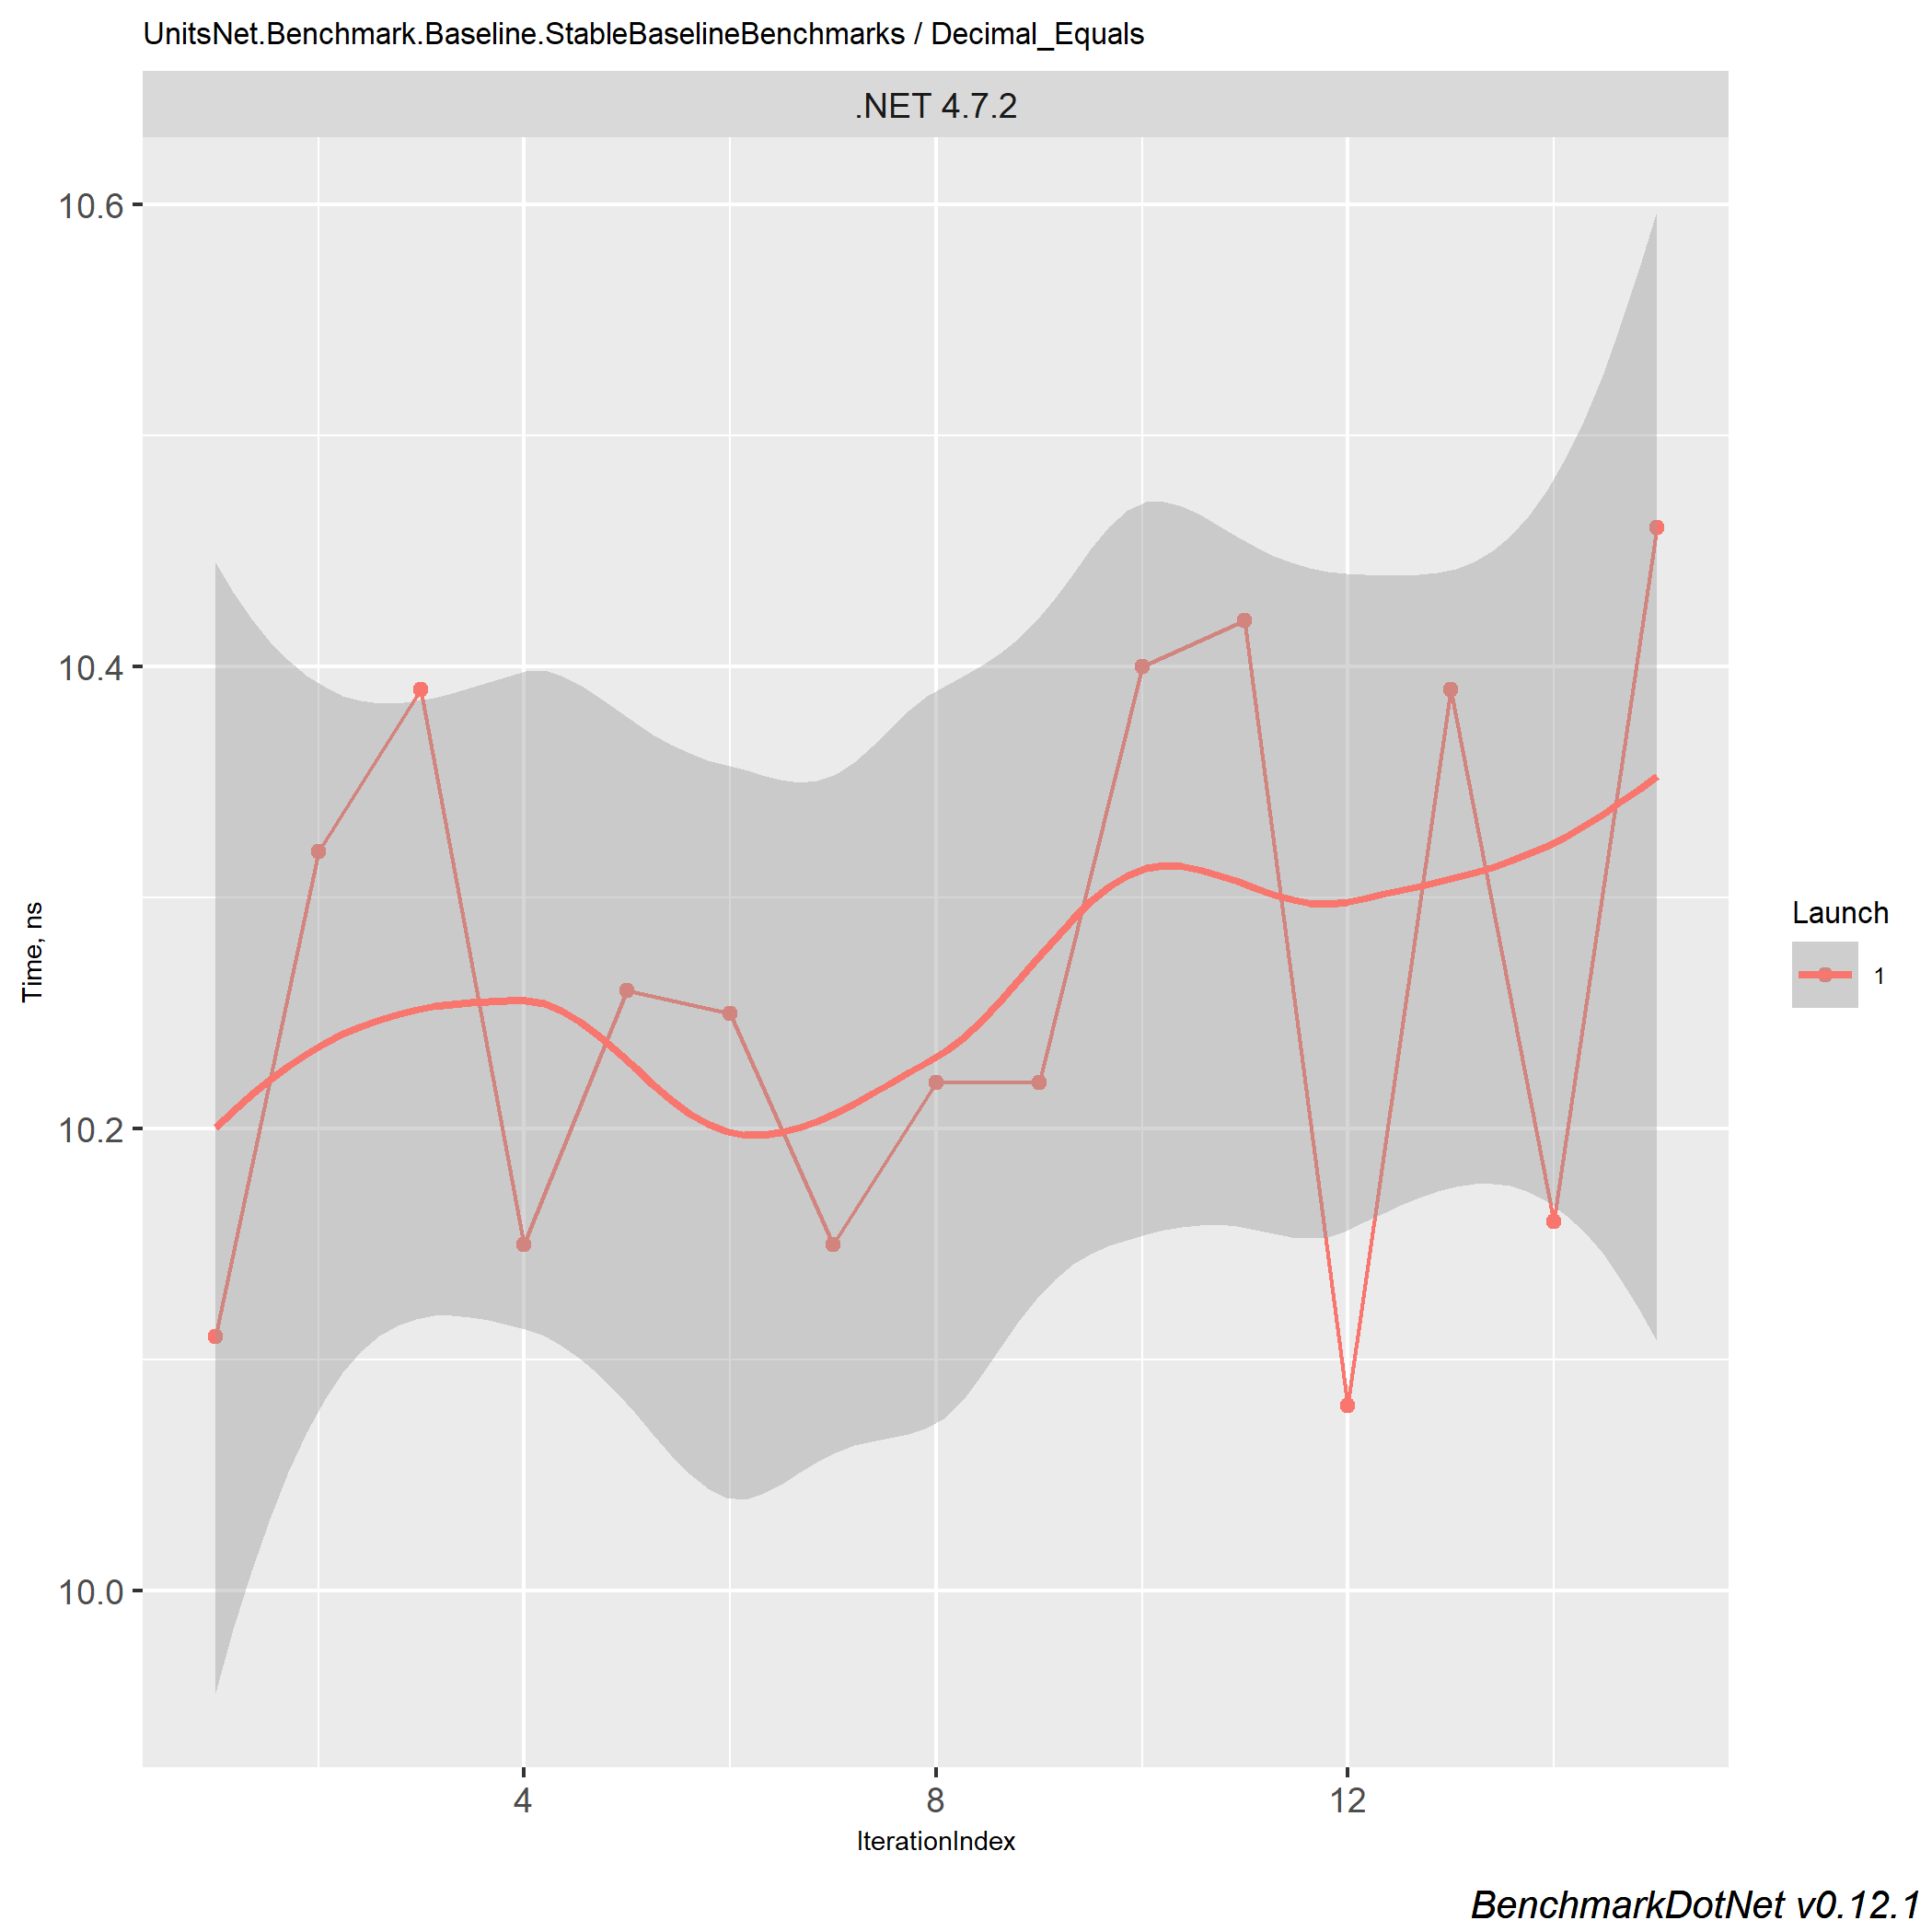 UnitsNet.Benchmark.Baseline.StableBaselineBenchmarks / Decimal_Equals
.NET 4.7.2
10.6
10.4
10.2
10.0
Time, ns
4 8 12
IterationIndex
Launch
1
BenchmarkDotNet v0.12.1